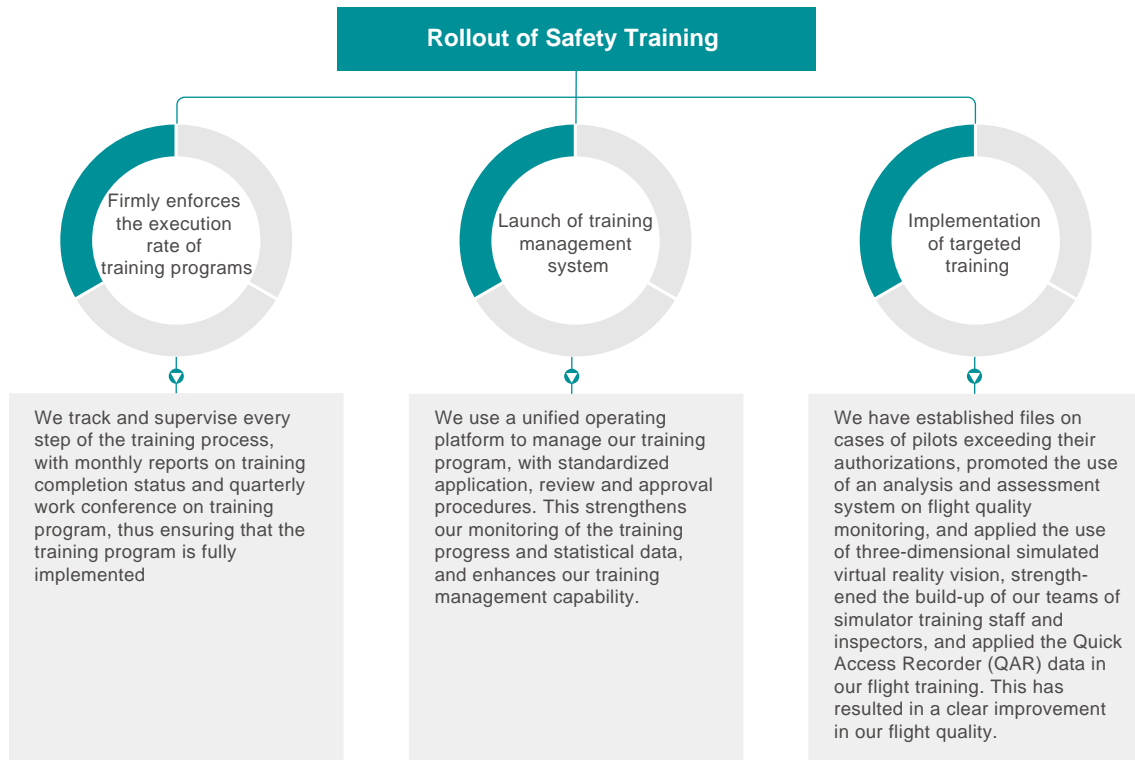 Rollout of Safety Training
Firmly enforces
the execution
rate of
training programs
Launch of training
management
system
Implementation
of targeted
training
We track and supervise every
step of the training process,
with monthly reports on training
completion status and quarterly
work conference on training
program, thus ensuring that the
training program is fully
implemented
We use a unified operating
platform to manage our training
program, with standardized
application, review and approval
procedures. This strengthens
our monitoring of the training
progress and statistical data,
and enhances our training
management capability.
We have established files on
cases of pilots exceeding their
authorizations, promoted the use
of an analysis and assessment
system on flight quality
monitoring, and applied the use
of three-dimensional simulated
virtual reality vision, strength-
ened the build-up of our teams of
simulator training staff and
inspectors, and applied the Quick
Access Recorder (QAR) data in
our flight training. This has
resulted in a clear improvement
in our flight quality.